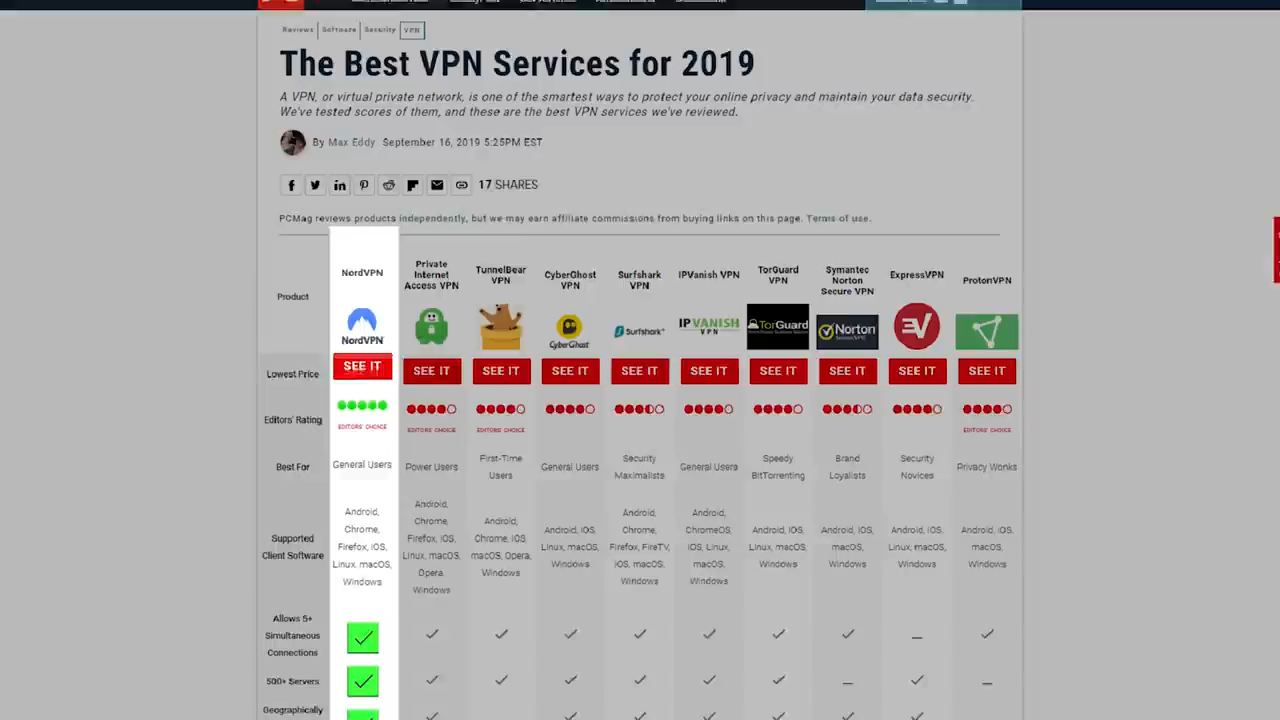 Reviews Software Security VPN
The Best VPN Services for 2019
A VPN, or virtual private network, is one of the smartest ways to protect your online privacy and maintain your data security.
We've tested scores of them, and these are the best VPN services we've reviewed.
By Max Eddy September 16, 2019 5:25PM EST
17 SHARES
PCMag reviews products independently, but we may earn affiliate commissions from buying links on this page. Terms of use.
Product
NordVPN
Private
Internet
Access VPN
TunnelBear
VPN
CyberGhost
VPN
Surfshark
VPN
IPVanish VPN
TorGuard
VPN
Symantec
Norton
Secure VPN
ExpressVPN
ProtonVPN
NordVPN
CyberGhost
Surfshark
IPVANISH
VPN
TorGuard
Norton
Lowest Price
SEE IT SEE IT SEE IT SEE IT SEE IT SEE IT SEE IT SEE IT SEE IT SEE IT
Editors' Rating
EDITORS' CHOICE EDITORS' CHOICE EDITORS' CHOICE EDITORS' CHOICE
Best For
General Users
Power Users
First-Time
Users
General Users
Security
Maximalists
General Users
Speedy
BitTorrenting
Brand
Loyalists
Security
Novices
Privacy Wonks
Supported
Client Software
Android,
Chrome,
Firefox, iOS,
Linux, macOS,
Windows
Android,
Chrome,
Firefox, iOS,
Linux, macOS,
Opera,
Windows
Android,
Chrome, iOS,
macOS, Opera,
Windows
Android, iOS,
Linux, macOS,
Windows
Android,
Chrome,
Firefox, FireTV,
iOS, macOS,
Windows
Android,
ChromeOS,
iOS, Linux,
macOS,
Windows
Android, iOS,
Linux, macOS,
Windows
Android, iOS,
macOS,
Windows
Android, iOS,
Linux, macOS,
Windows
Android, iOS,
macOS,
Windows
Allows 5+
Simultaneous
Connections
500+ Servers
Geographically